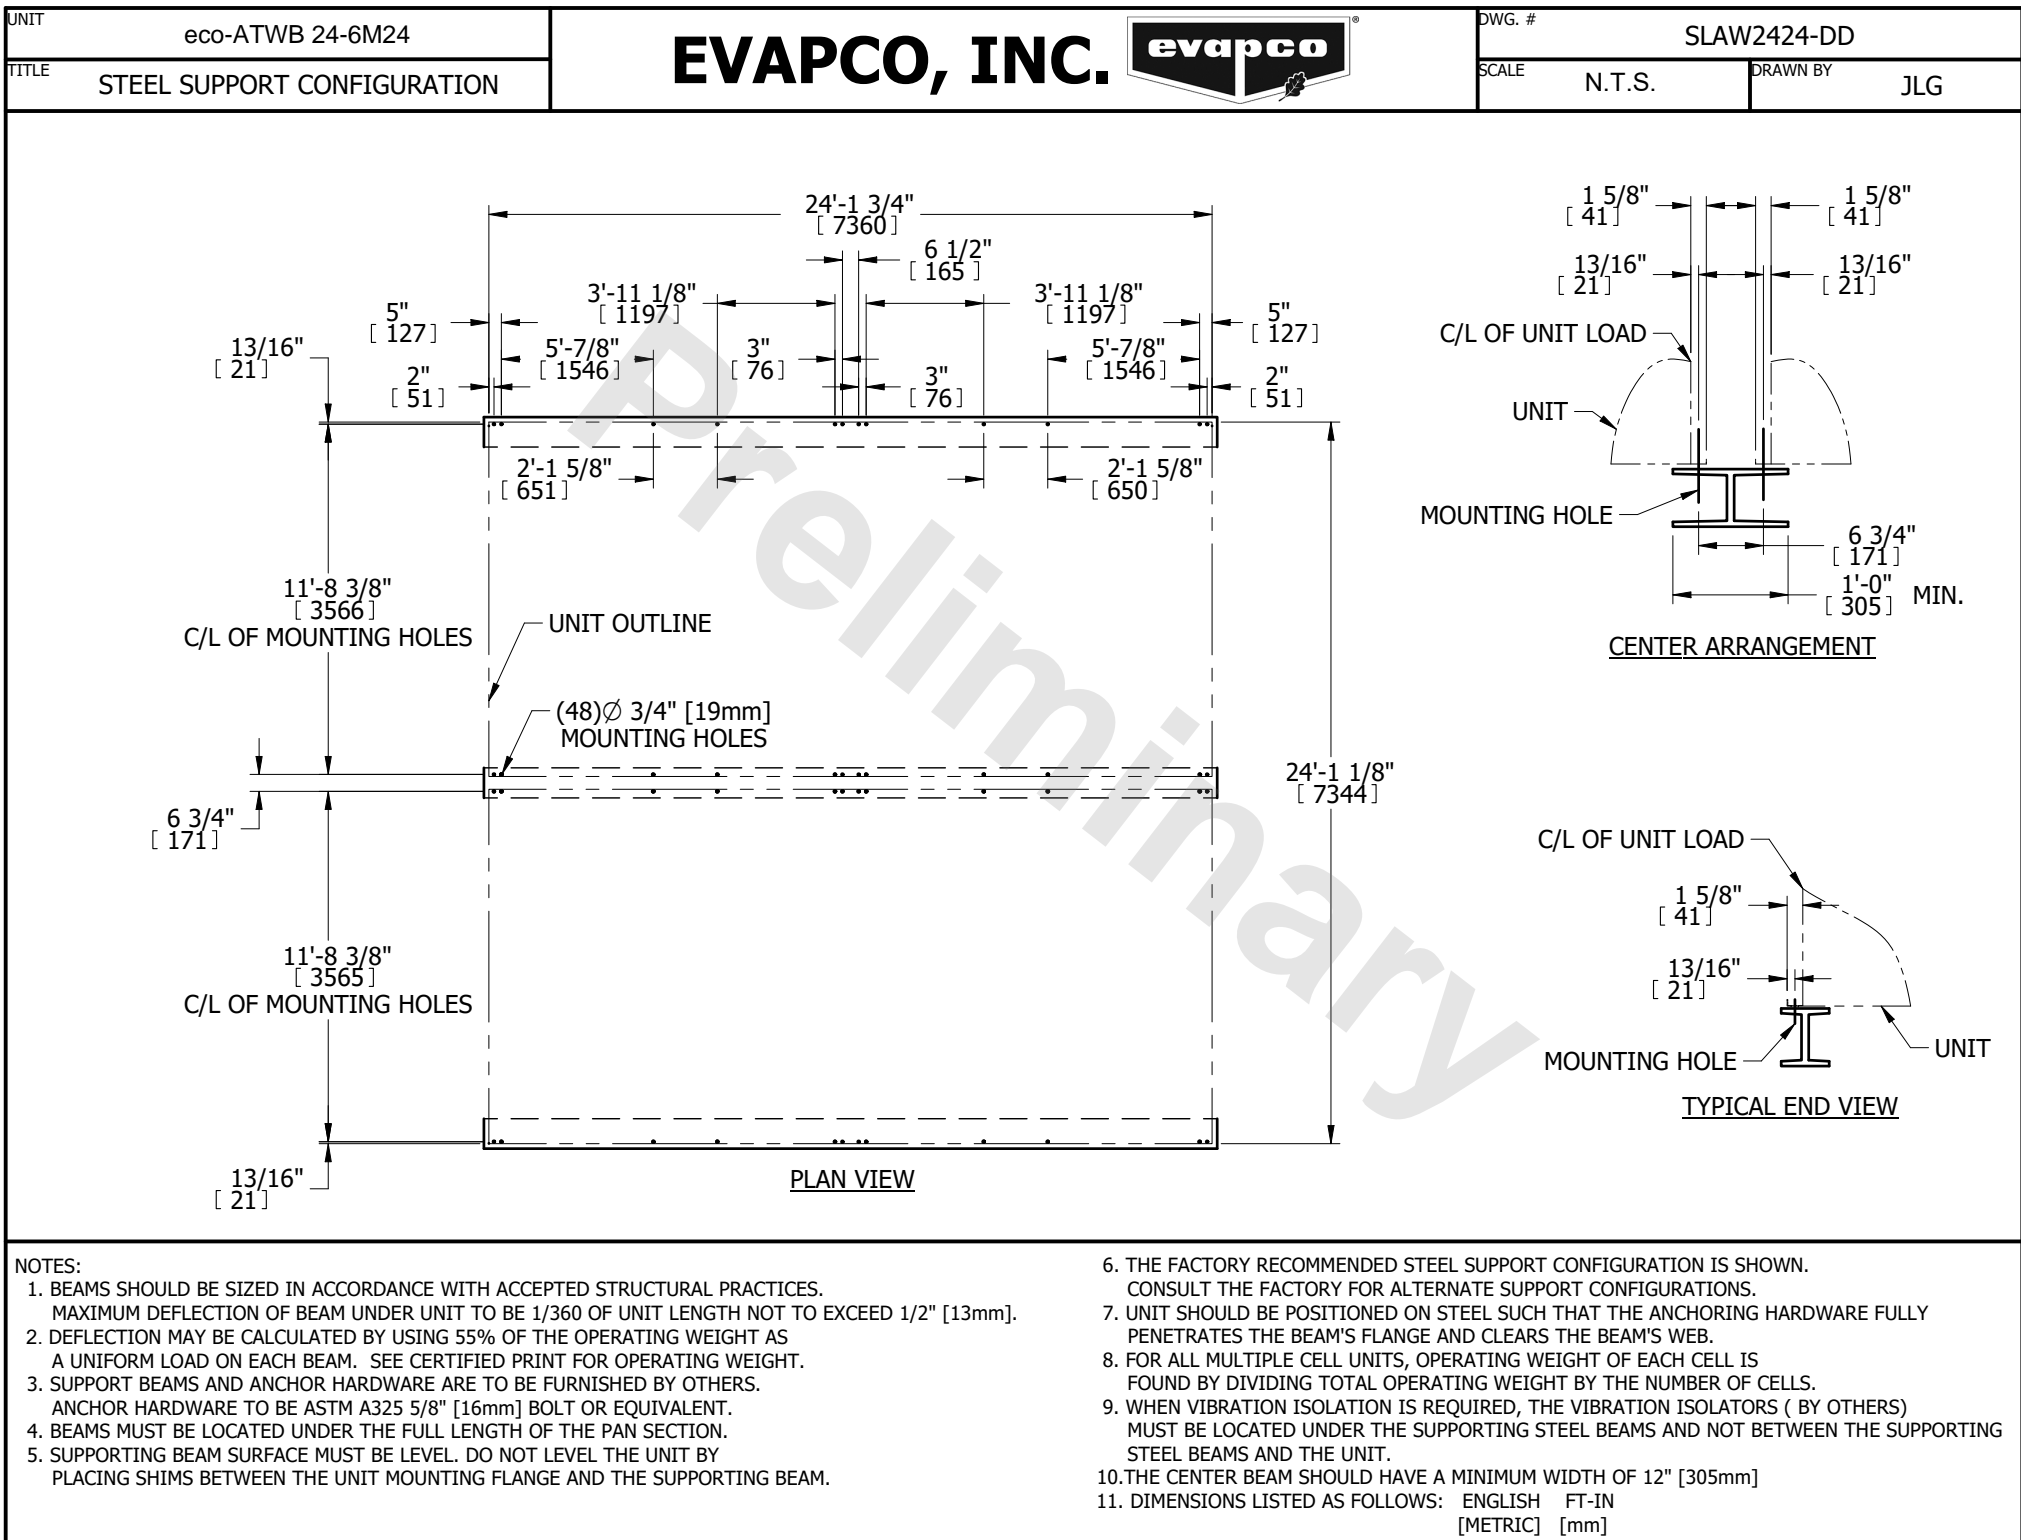 UNIT
eco-ATWB 24-6M24
TITLE
STEEL SUPPORT CONFIGURATION
EVAPCO, INC.
evapco
®
DWG. #
SLAW2424-DD
SCALE
N.T.S.
DRAWN BY
JLG
24'-1 3/4"
[ 7360 ]
6 1/2"
[ 165 ]
3'-11 1/8"
[ 1197 ]
3'-11 1/8"
[ 1197 ]
5"
[ 127 ]
5"
[ 127 ]
13/16"
[ 21 ]
5'-7/8"
[ 1546 ]
3"
[ 76 ]
5'-7/8"
[ 1546 ]
2"
[ 51 ]
3"
[ 76 ]
2"
[ 51 ]
2'-1 5/8"
[ 651 ]
2'-1 5/8"
[ 650 ]
11'-8 3/8"
[ 3566 ]
C/L OF MOUNTING HOLES
UNIT OUTLINE
(48)Ø 3/4" [19mm]
MOUNTING HOLES
6 3/4"
[ 171 ]
24'-1 1/8"
[ 7344 ]
11'-8 3/8"
[ 3565 ]
C/L OF MOUNTING HOLES
13/16"
[ 21 ]
PLAN VIEW
Preliminary
1 5/8"
[ 41 ]
1 5/8"
[ 41 ]
13/16"
[ 21 ]
13/16"
[ 21 ]
C/L OF UNIT LOAD
UNIT
MOUNTING HOLE
6 3/4"
[ 171 ]
1'-0"
[ 305 ] MIN.
CENTER ARRANGEMENT
C/L OF UNIT LOAD
1 5/8"
[ 41 ]
13/16"
[ 21 ]
MOUNTING HOLE
UNIT
TYPICAL END VIEW
NOTES:
1. BEAMS SHOULD BE SIZED IN ACCORDANCE WITH ACCEPTED STRUCTURAL PRACTICES.
MAXIMUM DEFLECTION OF BEAM UNDER UNIT TO BE 1/360 OF UNIT LENGTH NOT TO EXCEED 1/2" [13mm].
2. DEFLECTION MAY BE CALCULATED BY USING 55% OF THE OPERATING WEIGHT AS
A UNIFORM LOAD ON EACH BEAM. SEE CERTIFIED PRINT FOR OPERATING WEIGHT.
3. SUPPORT BEAMS AND ANCHOR HARDWARE ARE TO BE FURNISHED BY OTHERS.
ANCHOR HARDWARE TO BE ASTM A325 5/8" [16mm] BOLT OR EQUIVALENT.
4. BEAMS MUST BE LOCATED UNDER THE FULL LENGTH OF THE PAN SECTION.
5. SUPPORTING BEAM SURFACE MUST BE LEVEL. DO NOT LEVEL THE UNIT BY
PLACING SHIMS BETWEEN THE UNIT MOUNTING FLANGE AND THE SUPPORTING BEAM.
6. THE FACTORY RECOMMENDED STEEL SUPPORT CONFIGURATION IS SHOWN.
CONSULT THE FACTORY FOR ALTERNATE SUPPORT CONFIGURATIONS.
7. UNIT SHOULD BE POSITIONED ON STEEL SUCH THAT THE ANCHORING HARDWARE FULLY
PENETRATES THE BEAM'S FLANGE AND CLEARS THE BEAM'S WEB.
8. FOR ALL MULTIPLE CELL UNITS, OPERATING WEIGHT OF EACH CELL IS
FOUND BY DIVIDING TOTAL OPERATING WEIGHT BY THE NUMBER OF CELLS.
9. WHEN VIBRATION ISOLATION IS REQUIRED, THE VIBRATION ISOLATORS ( BY OTHERS)
MUST BE LOCATED UNDER THE SUPPORTING STEEL BEAMS AND NOT BETWEEN THE SUPPORTING
STEEL BEAMS AND THE UNIT.
10.THE CENTER BEAM SHOULD HAVE A MINIMUM WIDTH OF 12" [305mm]
11. DIMENSIONS LISTED AS FOLLOWS: ENGLISH FT-IN
[METRIC] [mm]